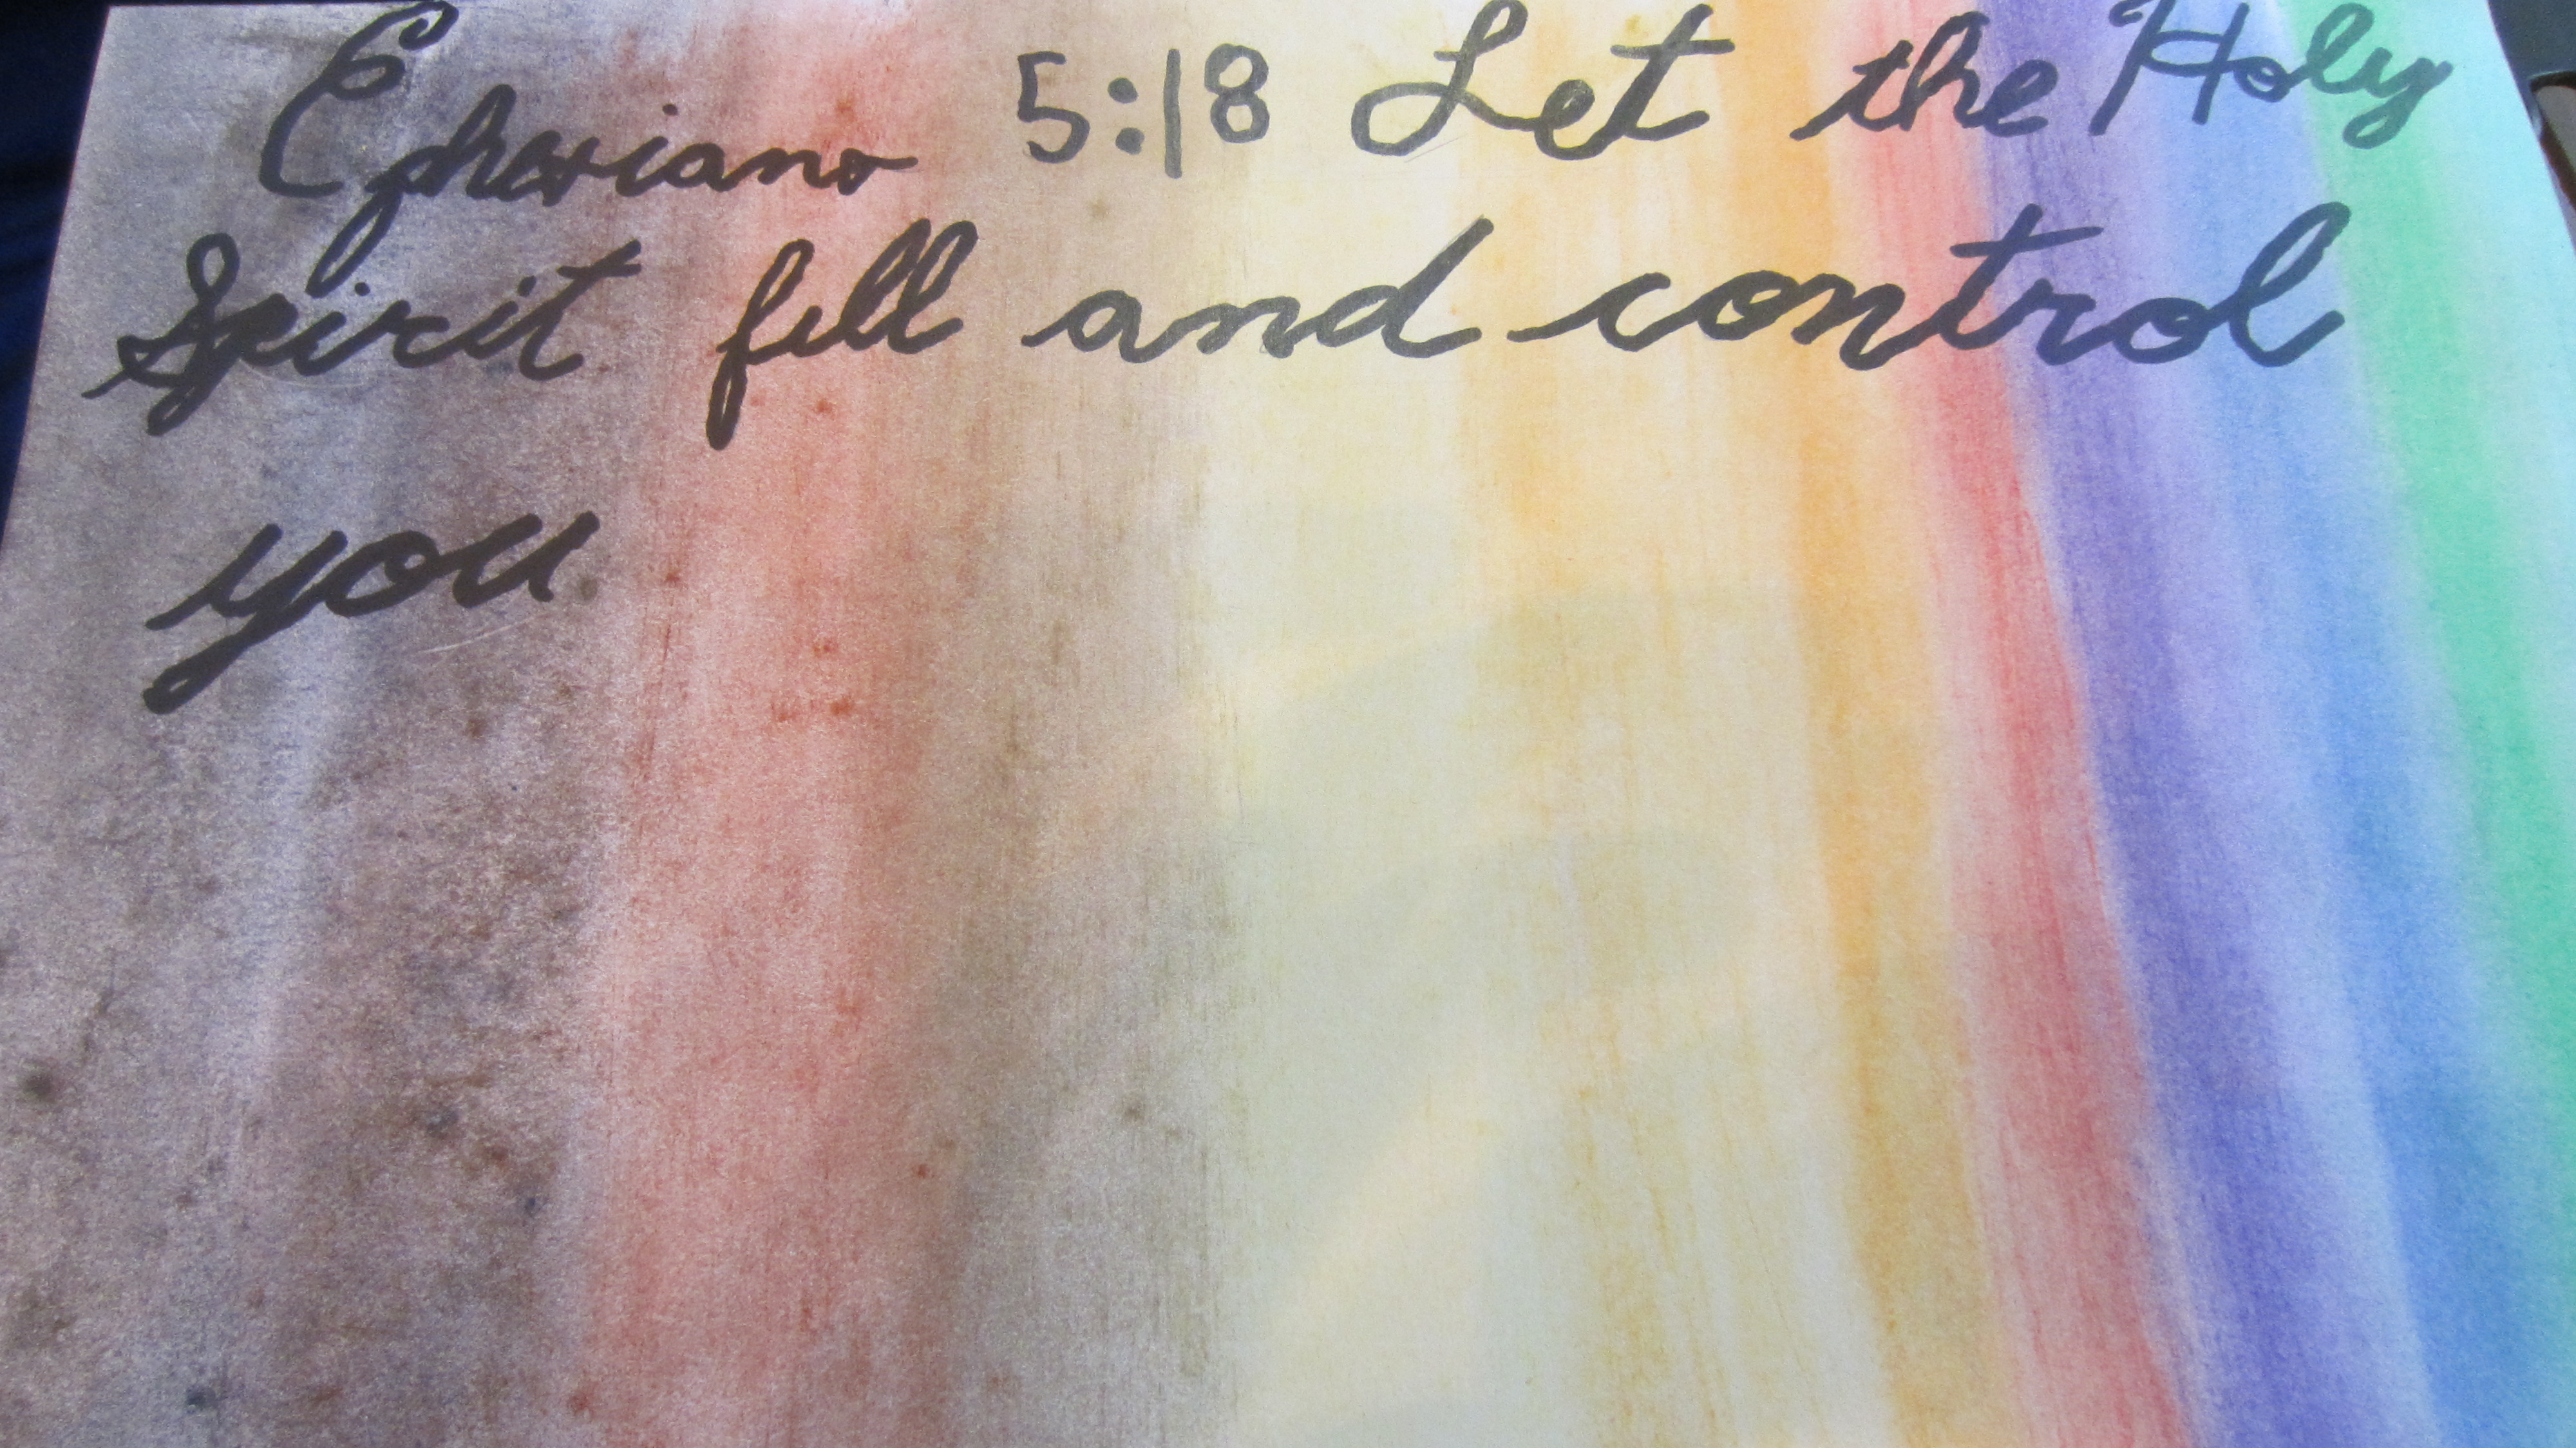 Ephesians 5:18 Let the Holy
Spirit fill and control
you